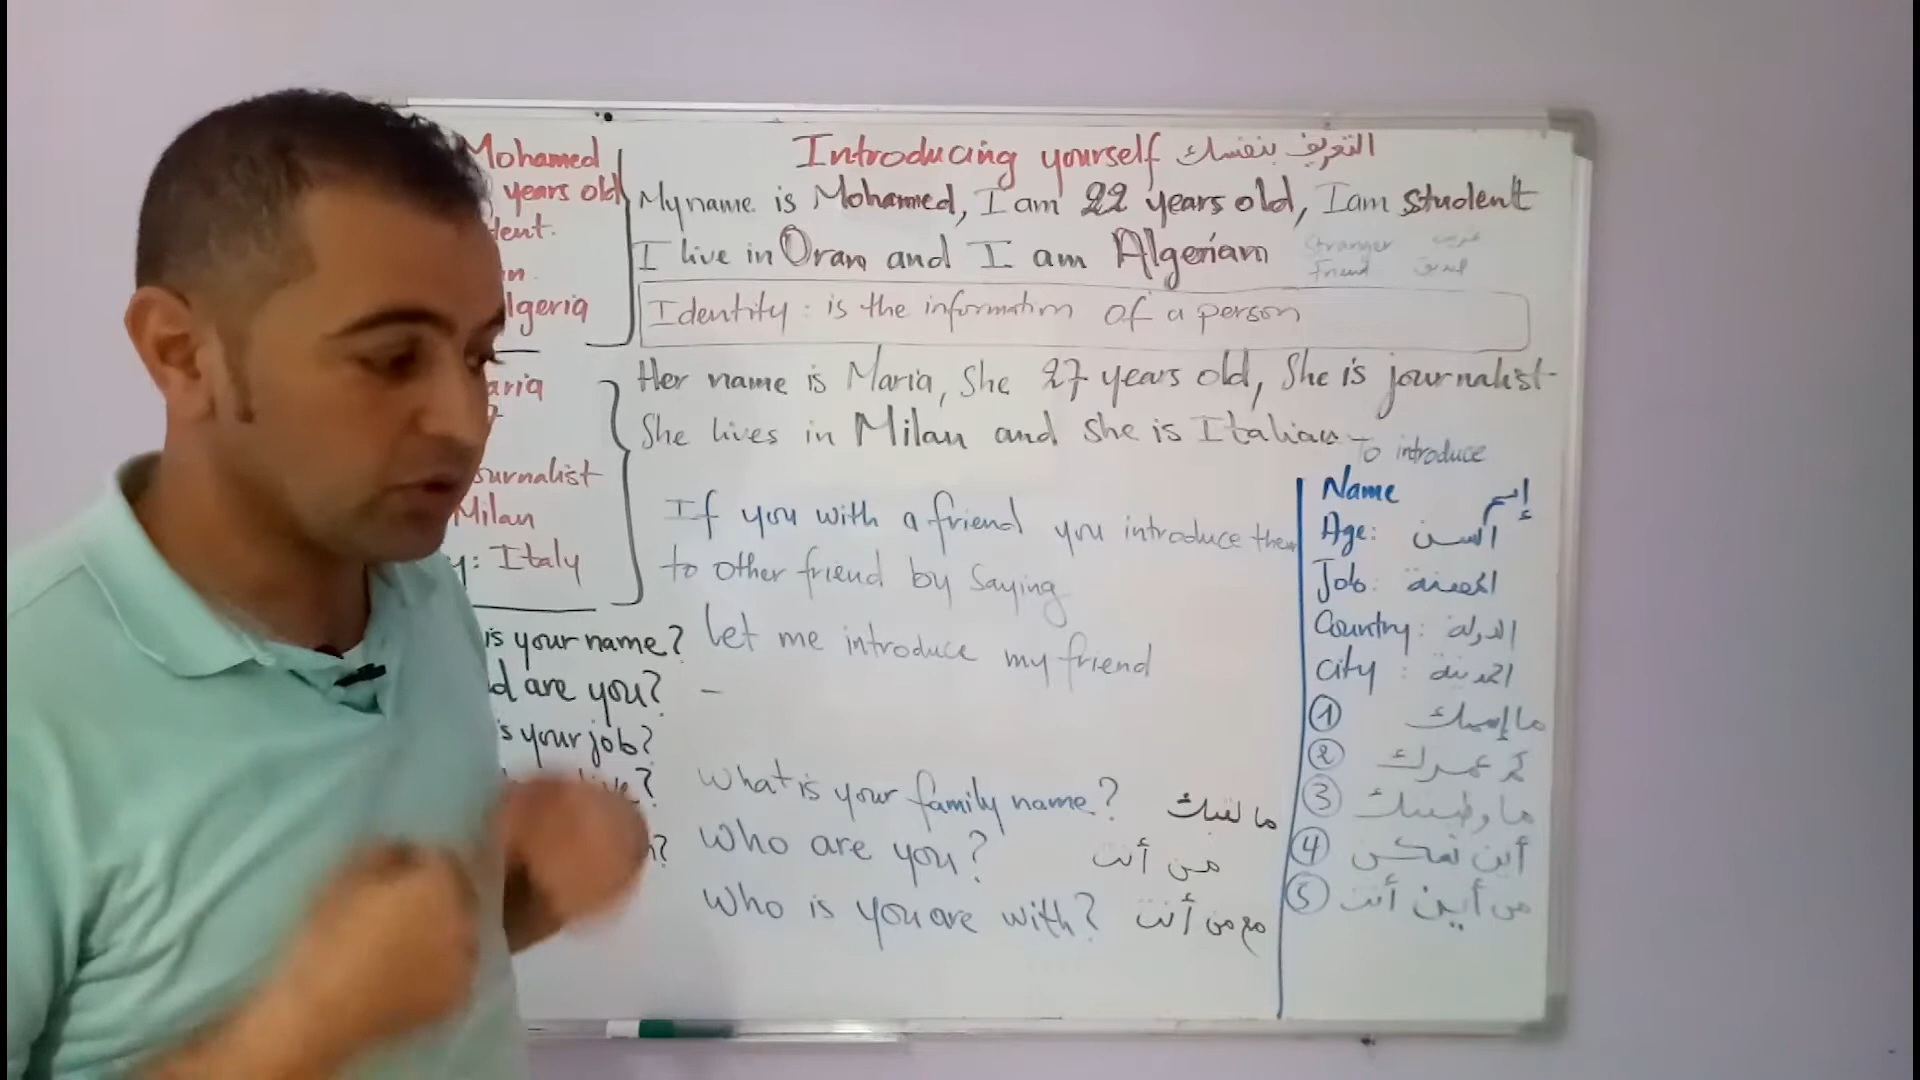 Introducing yourself التعريف بنفسك
My name is Mohamed, I am 22 years old, I am student
I live in Oran and I am Algerian
Stranger غريب
Friend صديق
Identity : is the information of a person
Her name is Maria, She 27 years old, She is journalist-
She lives in Milan and she is Italian -
To introduce
If you with a friend you introduce them
to other friend by saying
Let me introduce my friend
-
What is your family name? ما لقبك
Who are you? من أنت
Who is you are with? مع من أنت
Mohamed
years old
dent.
in
lgeria
aria
ournalist
Milan
y: Italy
is your name?
d are you?
s your job?
?
?
Name إسم
Age: السن
Job: المهنة
Country: الدولة
City : المدينة
① ما إسمك
② كم عمرك
③ ما وظيفتك
④ أين تسكن
⑤ من أين أنت